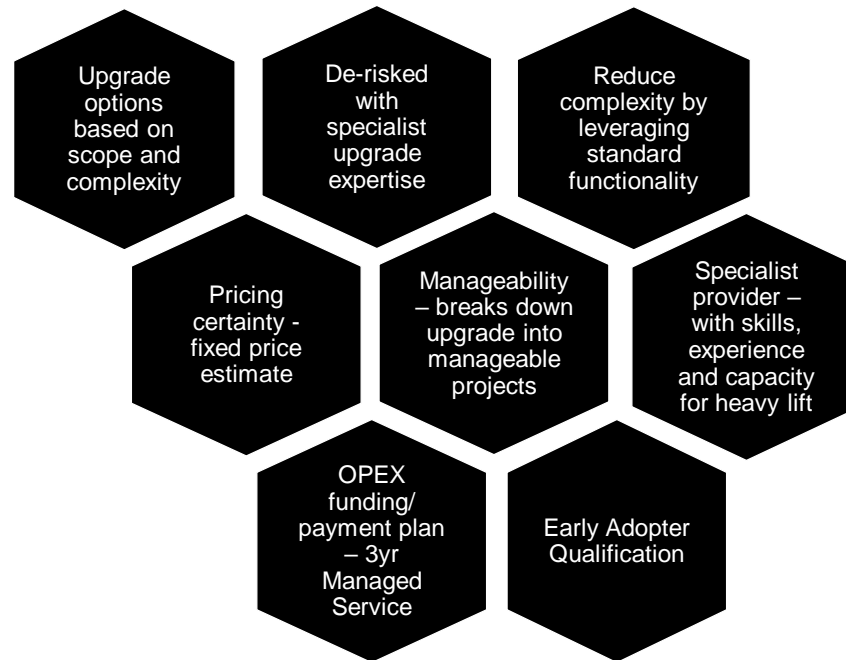 Upgrade
options
based on
scope and
complexity
De-risked
with
specialist
upgrade
expertise
Reduce
complexity by
leveraging
standard
functionality
Pricing
certainty -
fixed price
estimate
Manageability
– breaks down
upgrade into
manageable
projects
Specialist
provider –
with skills,
experience
and capacity
for heavy lift
OPEX
funding/
payment plan
– 3yr
Managed
Service
Early Adopter
Qualification